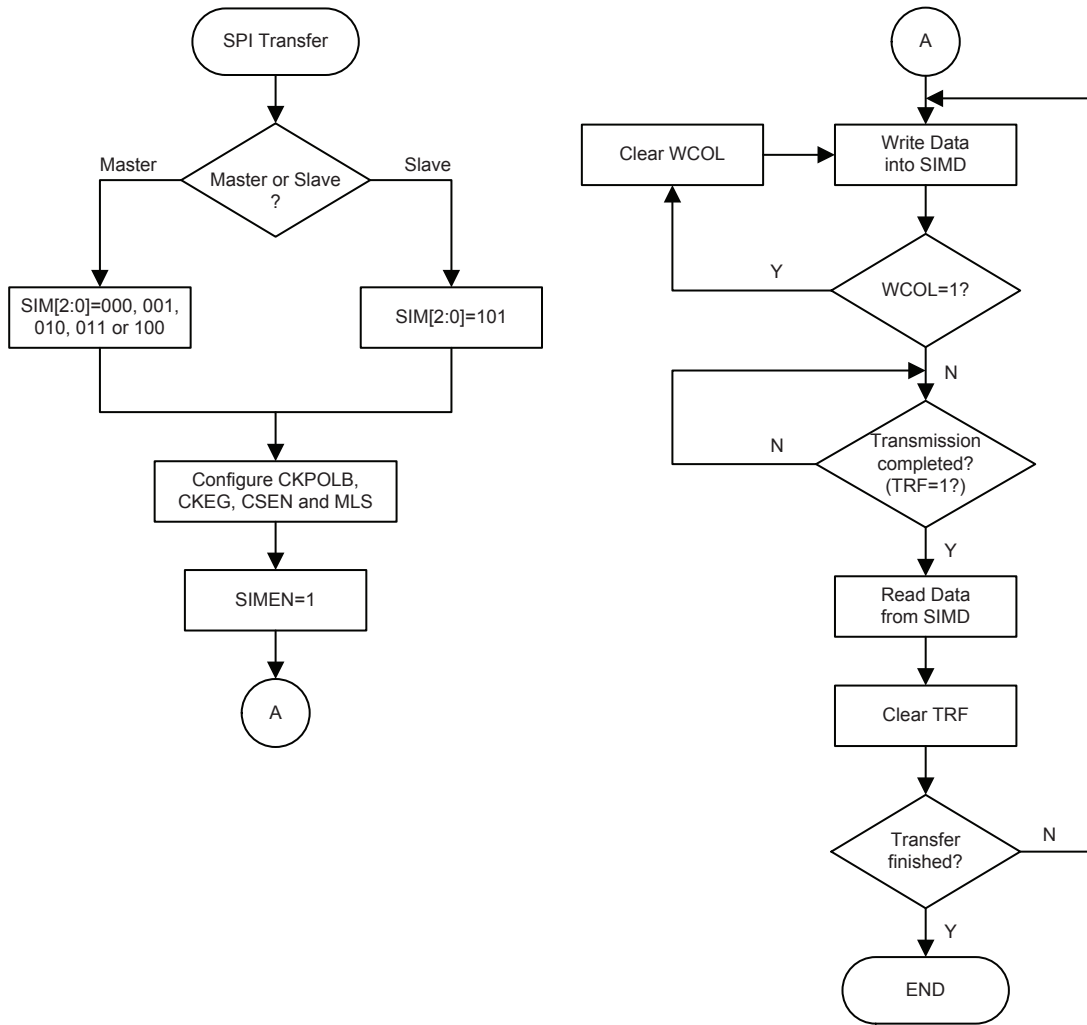 SPI Transfer
Master
Master or Slave
?
Slave
SIM[2:0]=000, 001,
010, 011 or 100
SIM[2:0]=101
Configure CKPOLB,
CKEG, CSEN and MLS
SIMEN=1
A
A
Clear WCOL
Write Data
into SIMD
Y
WCOL=1?
N
N
Transmission
completed?
(TRF=1?)
Y
Read Data
from SIMD
Clear TRF
Transfer
finished?
N
Y
END